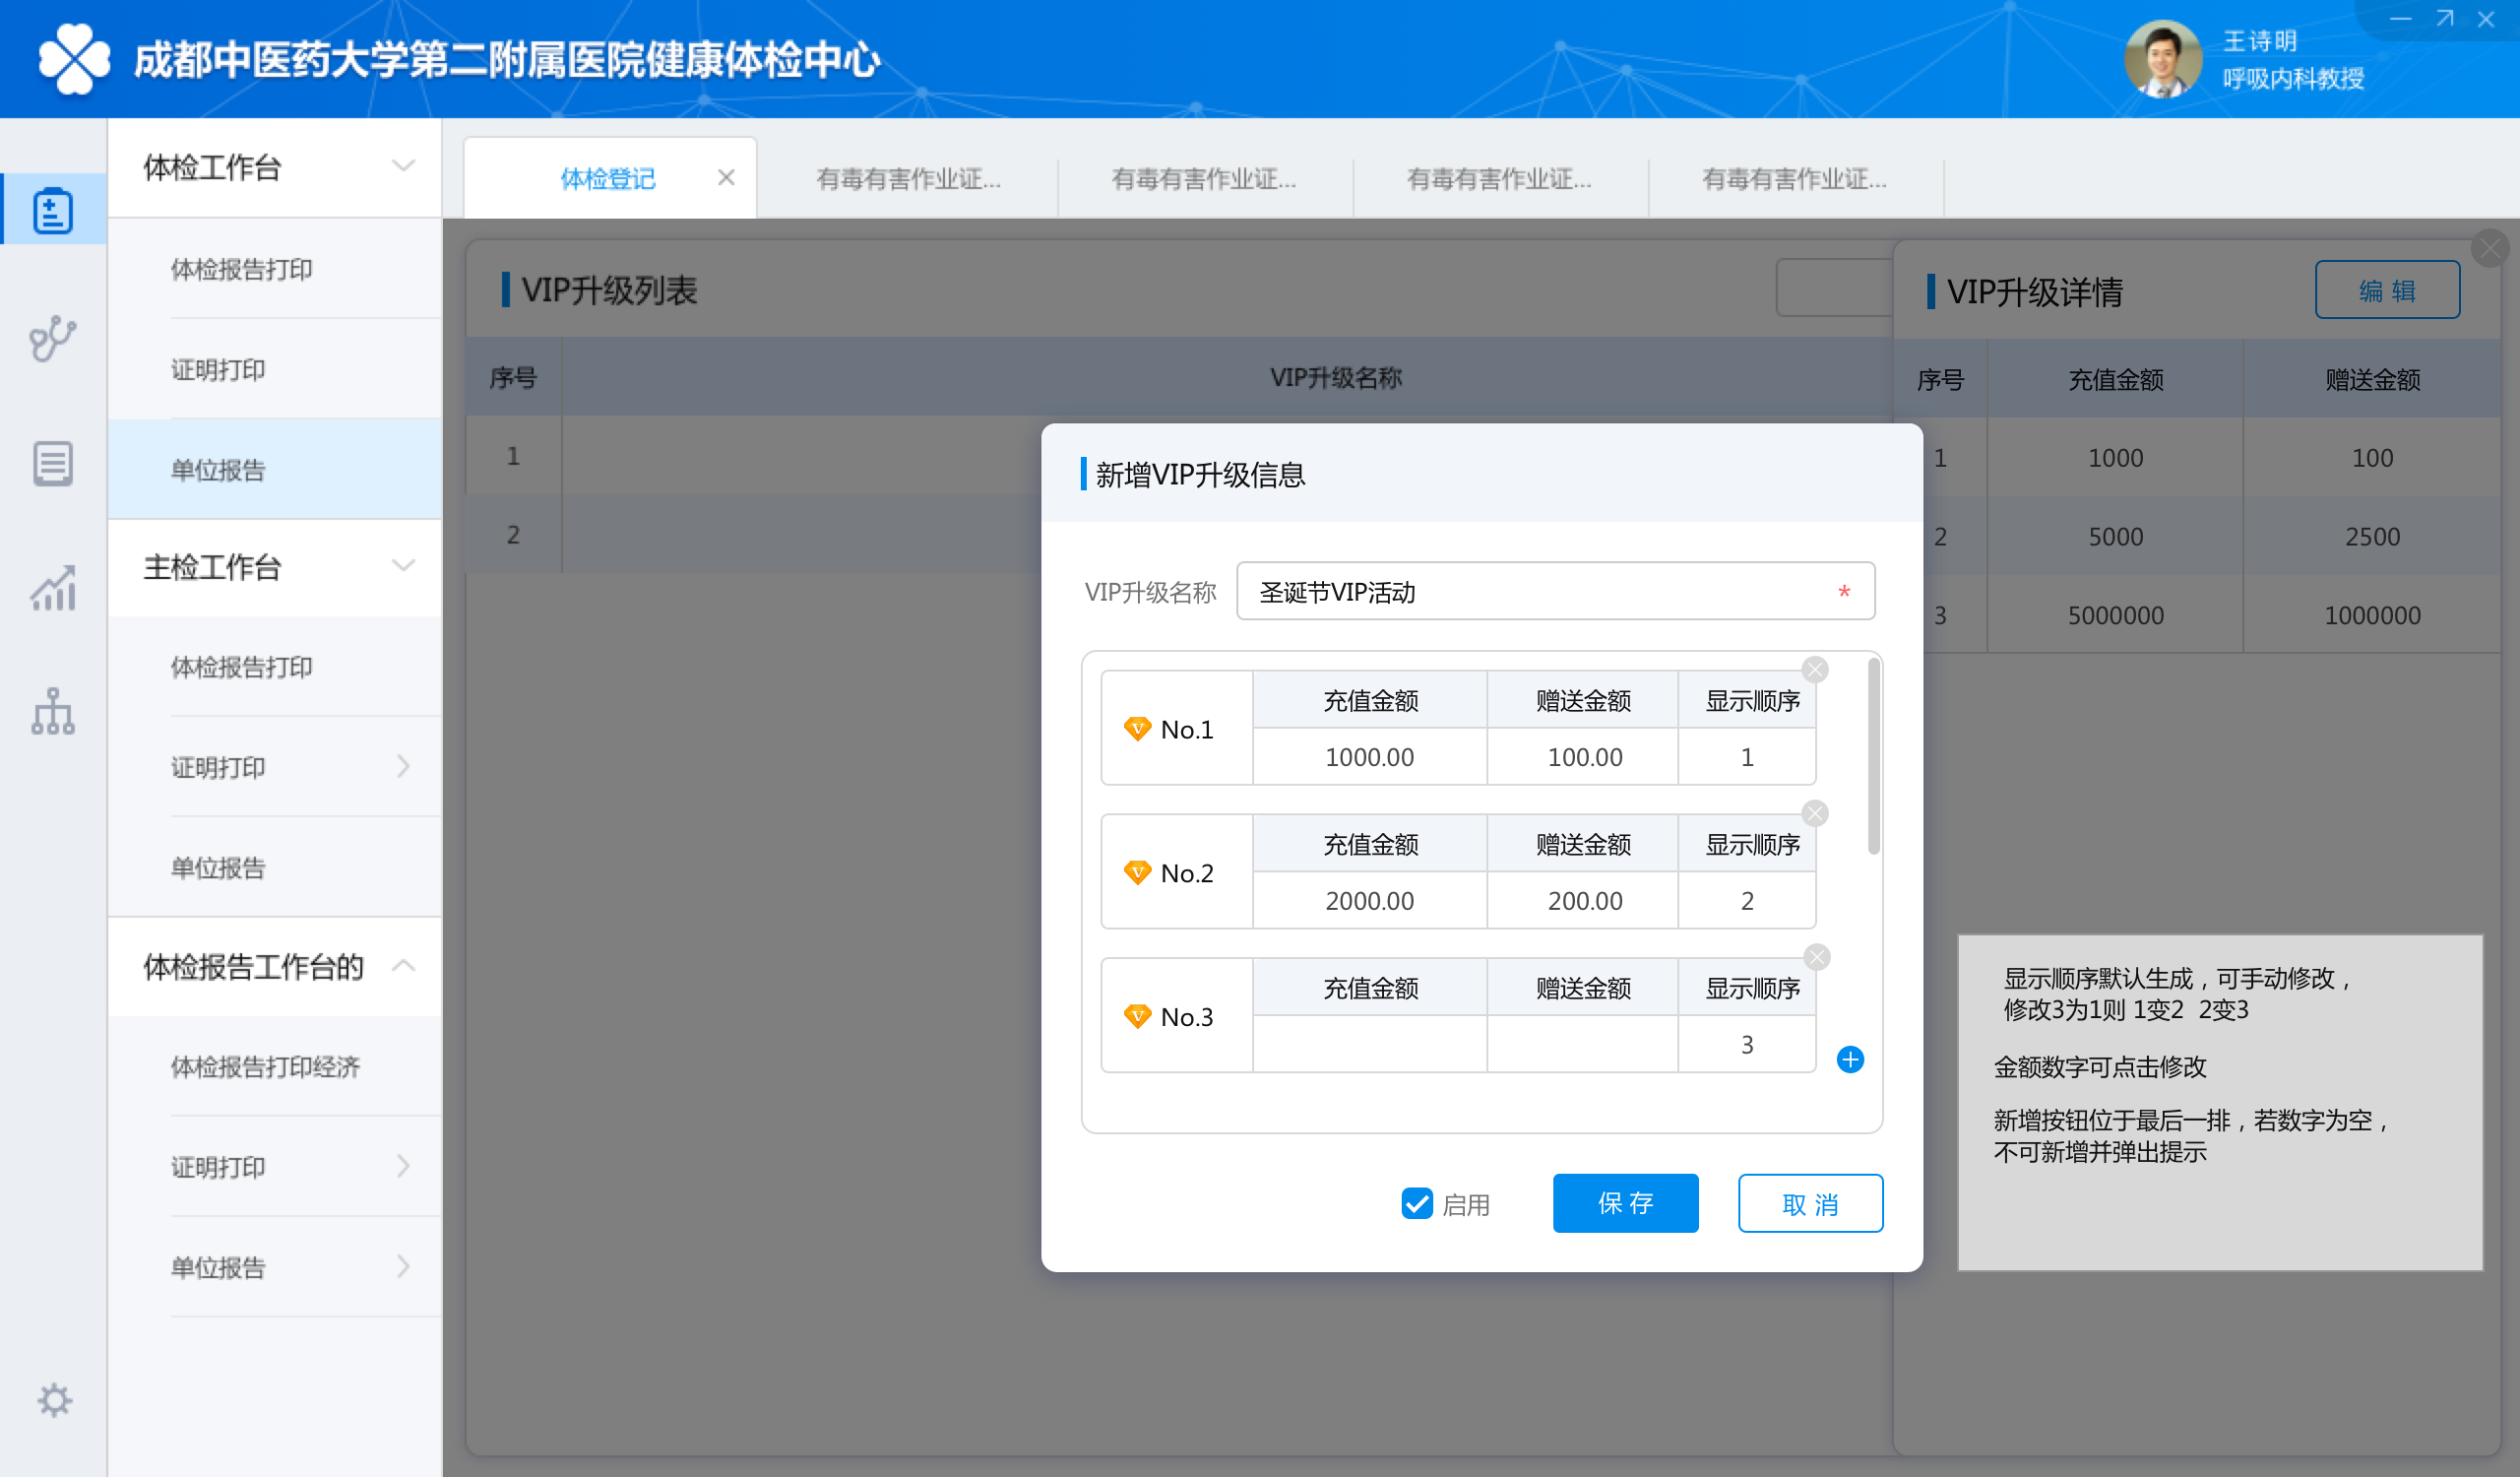 成都中医药大学第二附属医院健康体检中心
王诗明
呼吸内科教授
体检工作台
体检报告打印
证明打印
单位报告
主检工作台
体检报告打印
证明打印
单位报告
体检报告工作台的
体检报告打印经济
证明打印
单位报告
体检登记
有毒有害作业证...
有毒有害作业证...
有毒有害作业证...
有毒有害作业证...
VIP升级列表
序号 VIP升级名称
1
2
VIP升级详情
编 辑
序号 充值金额 赠送金额
1 1000 100
2 5000 2500
3 5000000 1000000
新增VIP升级信息
VIP升级名称 圣诞节VIP活动 *
V No.1
充值金额 赠送金额 显示顺序
1000.00 100.00 1
V No.2
充值金额 赠送金额 显示顺序
2000.00 200.00 2
V No.3
充值金额 赠送金额 显示顺序
3
启用
保 存
取 消
显示顺序默认生成，可手动修改，
修改3为1则 1变2 2变3
金额数字可点击修改
新增按钮位于最后一排，若数字为空，
不可新增并弹出提示